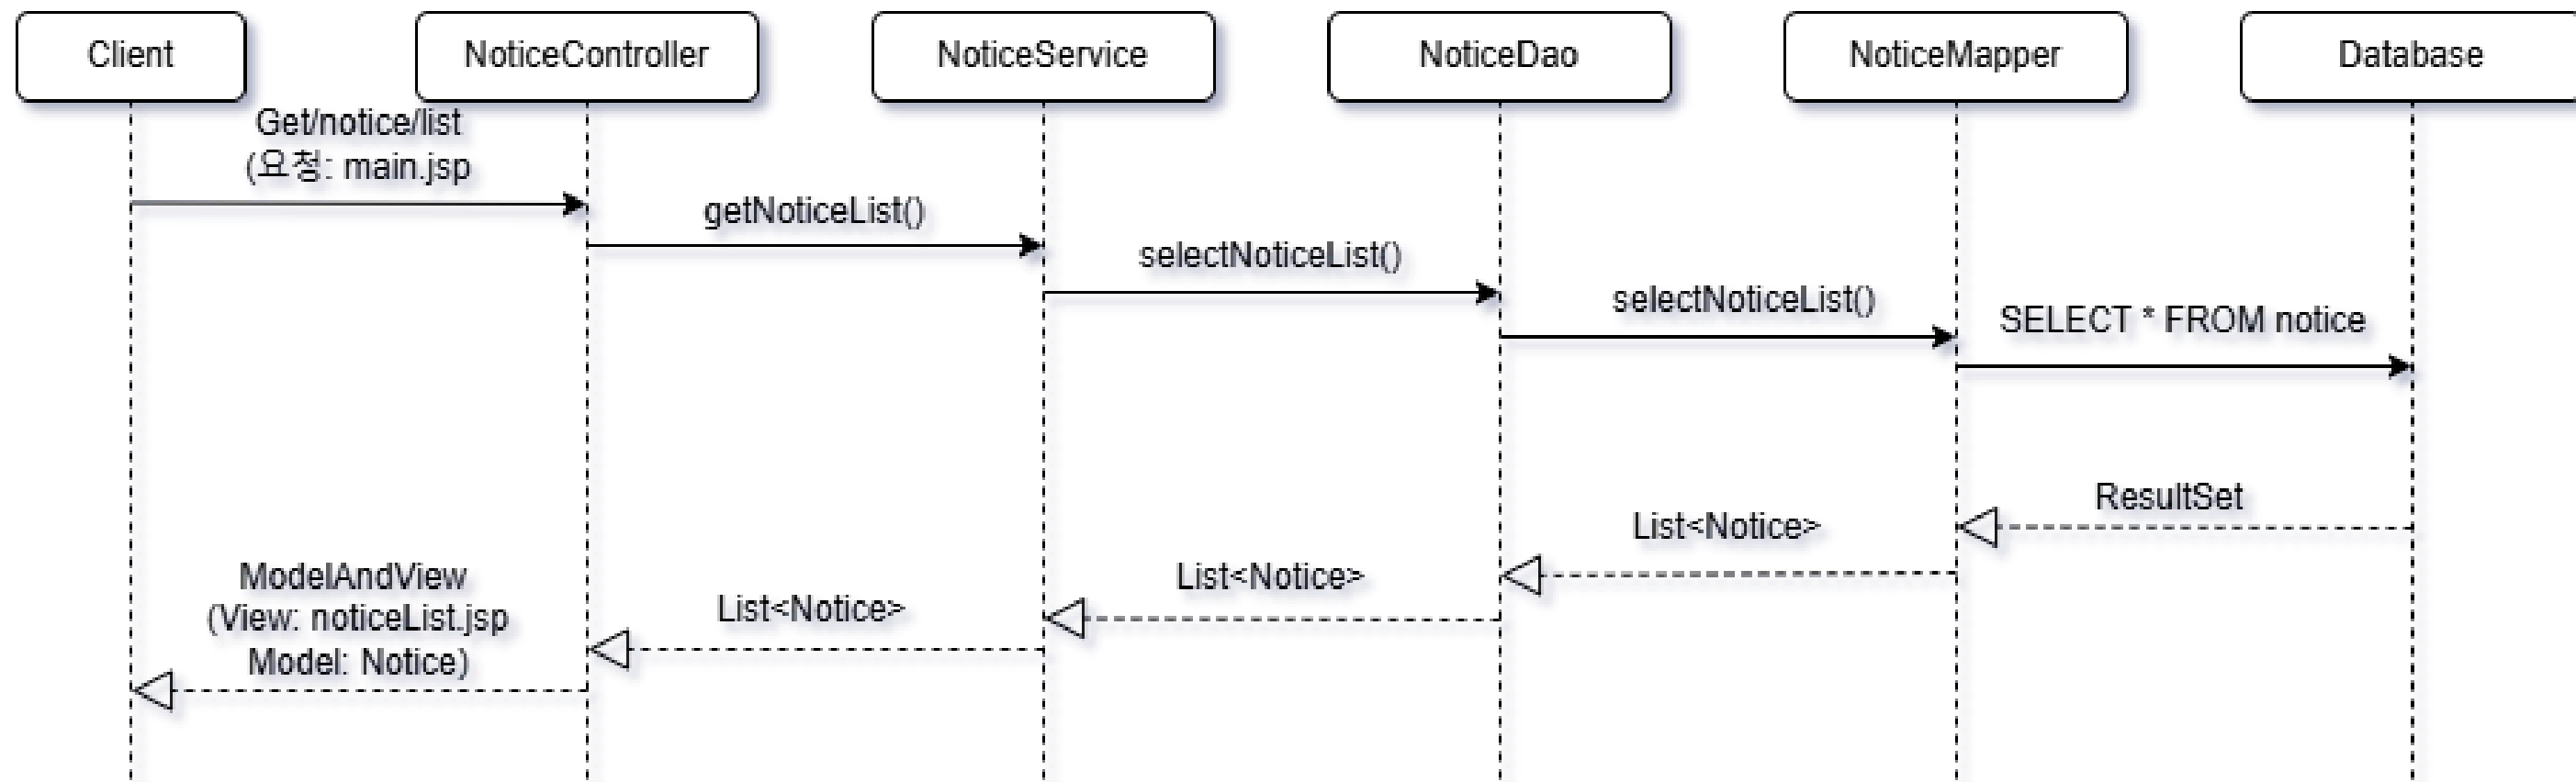 Client
NoticeController
NoticeService
NoticeDao
NoticeMapper
Database
Get/notice/list
(요청: main.jsp
getNoticeList()
selectNoticeList()
selectNoticeList()
SELECT * FROM notice
ResultSet
List<Notice>
List<Notice>
List<Notice>
ModelAndView
(View: noticeList.jsp
Model: Notice)